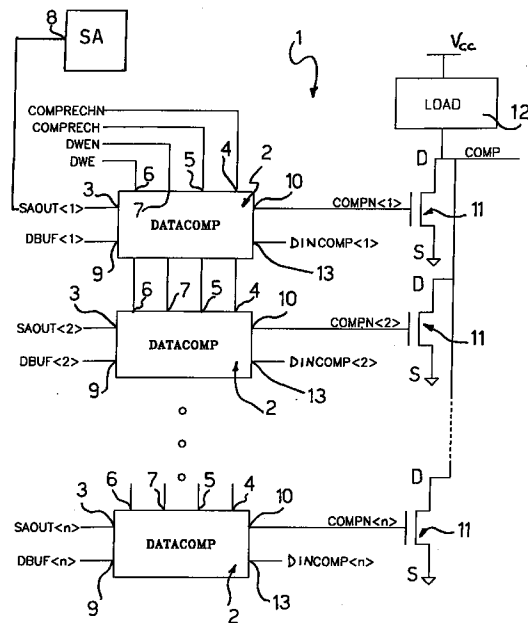 8
SA
1
VCC
LOAD
12
COMPRECHN
COMPRECH
DWEN
DWE
6
7
5
4
2
D
COMP
3
10
SAOUT<1>
DATACOMP
COMPN<1>
11
DBUF<1>
DINCOMP<1>
9
13
S
6
7
5
4
D
3
10
SAOUT<2>
DATACOMP
COMPN<2>
11
DBUF<2>
DINCOMP<2>
9
2
13
S
6
7
5
4
D
3
10
SAOUT<n>
DATACOMP
COMPN<n>
11
DBUF<n>
DINCOMP<n>
9
2
13
S